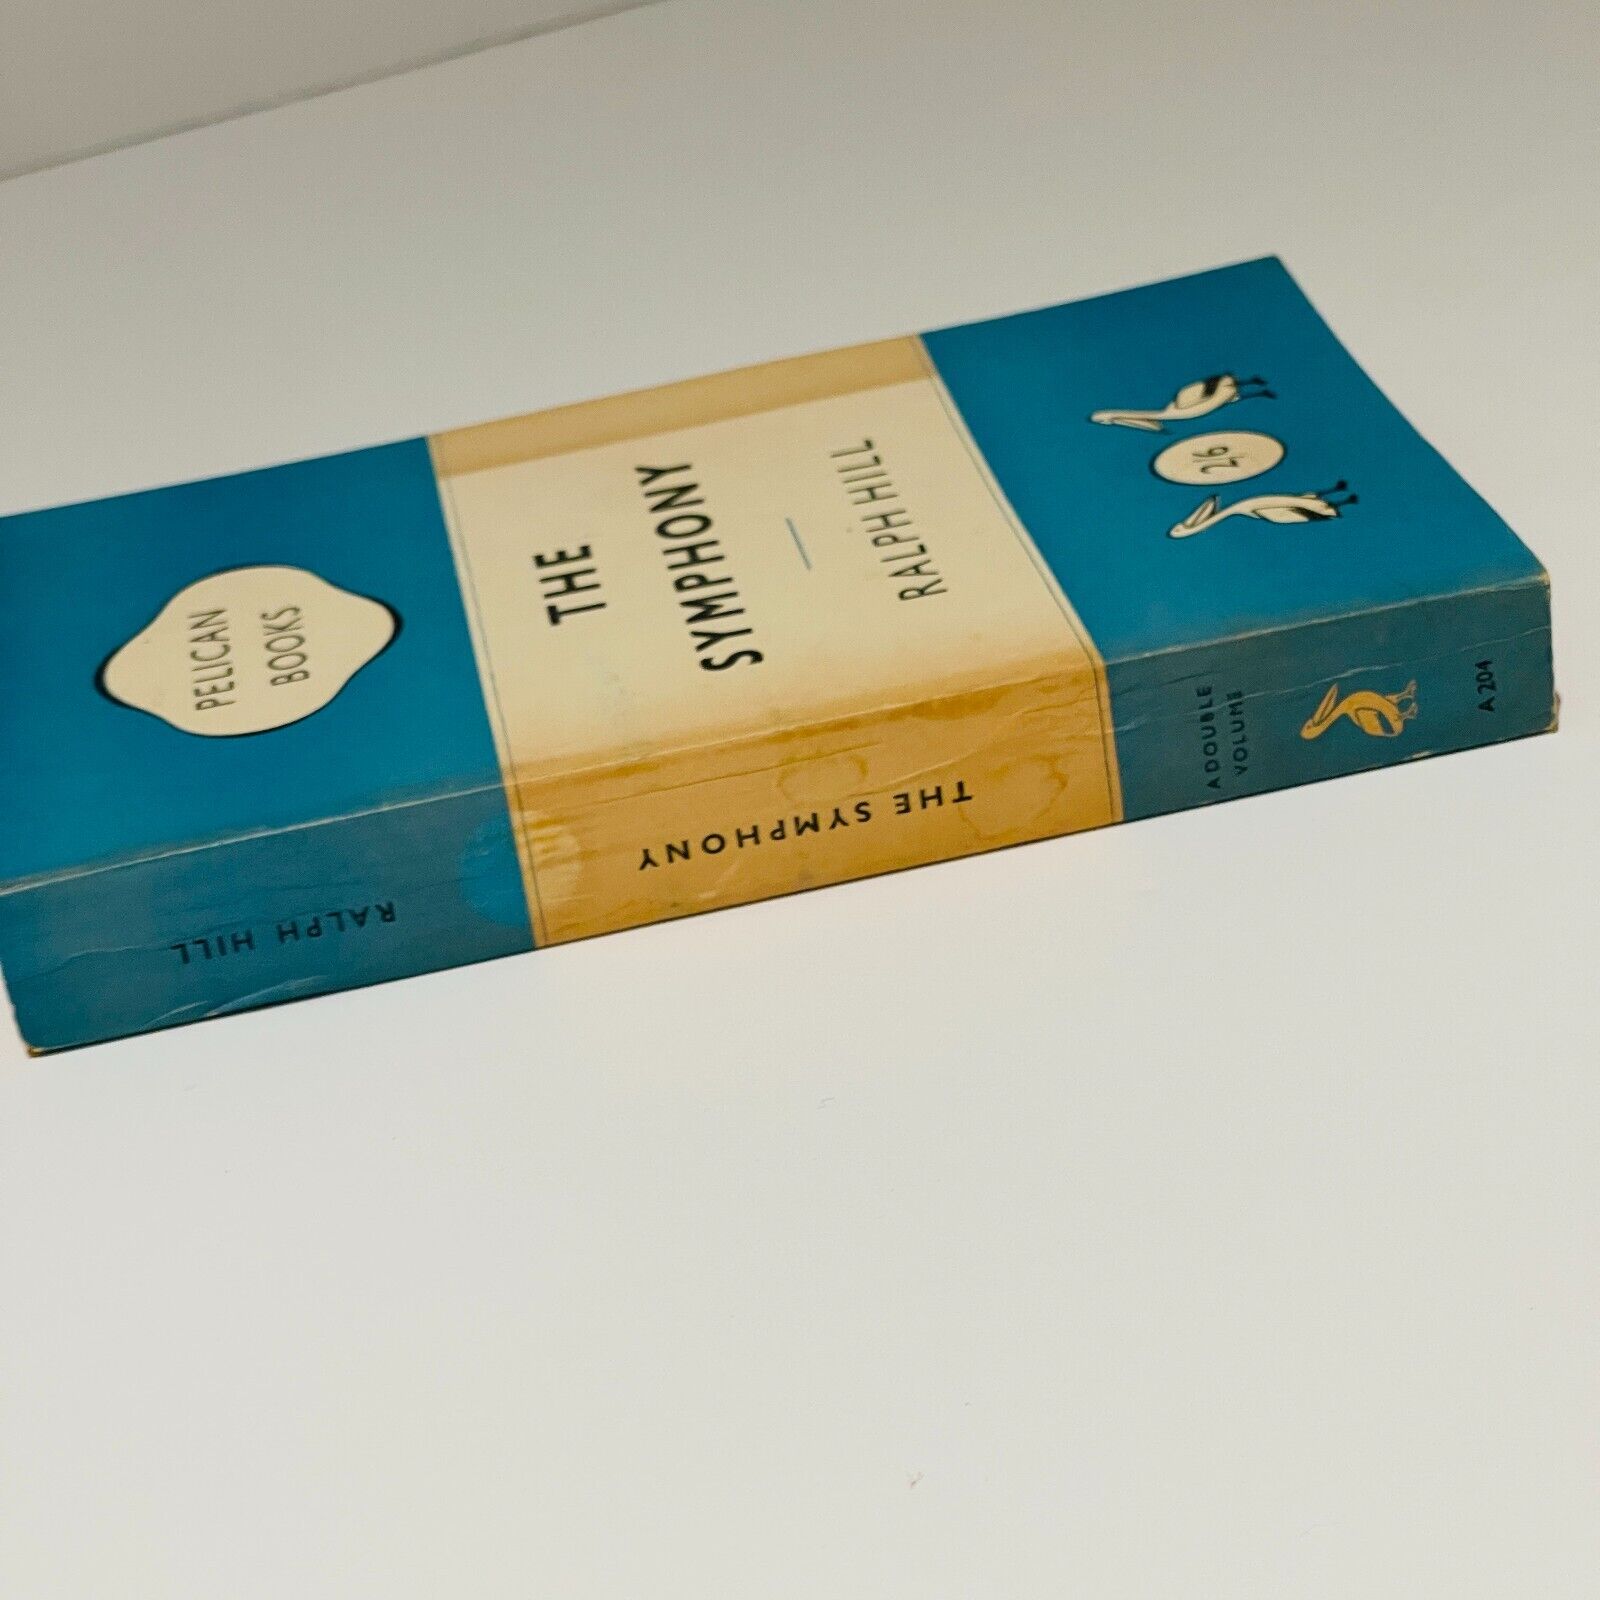 PELICAN
BOOKS
THE
SYMPHONY
RALPH HILL
2/6
RALPH HILL
THE SYMPHONY
A DOUBLE
VOLUME
A 204